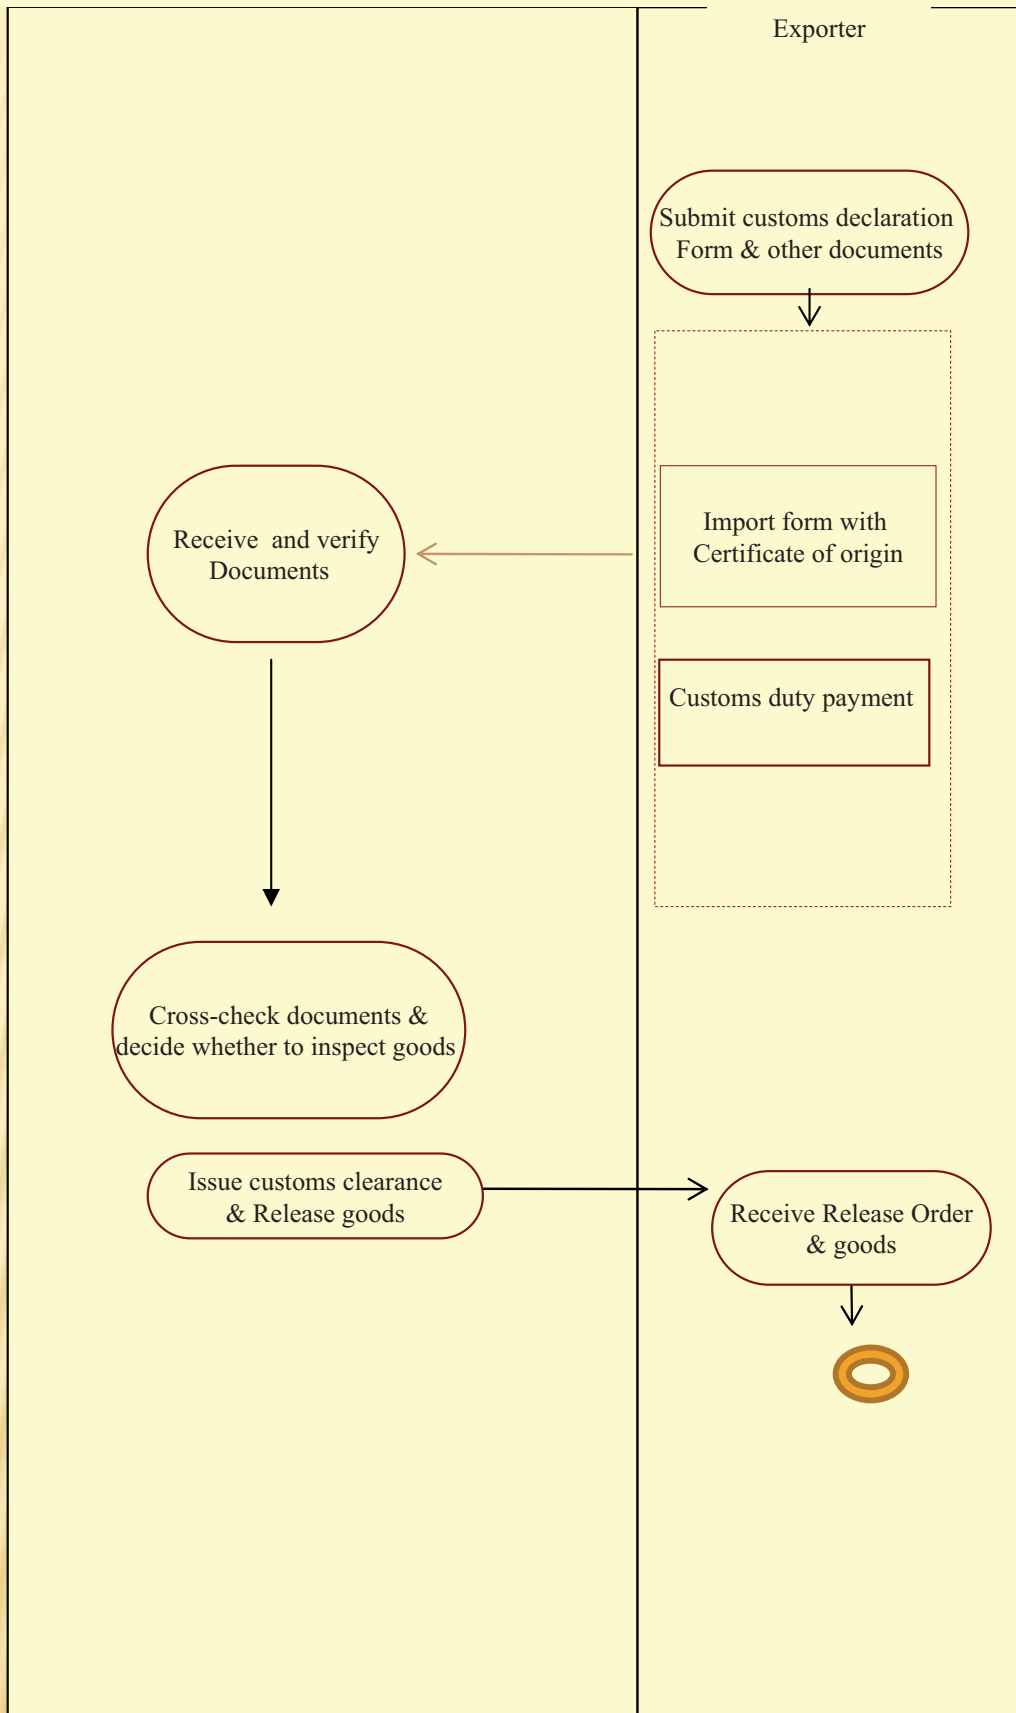 Exporter
Submit customs declaration
Form & other documents
Import form with
Certificate of origin
Receive and verify
Documents
Customs duty payment
Cross-check documents &
decide whether to inspect goods
Issue customs clearance
& Release goods
Receive Release Order
& goods